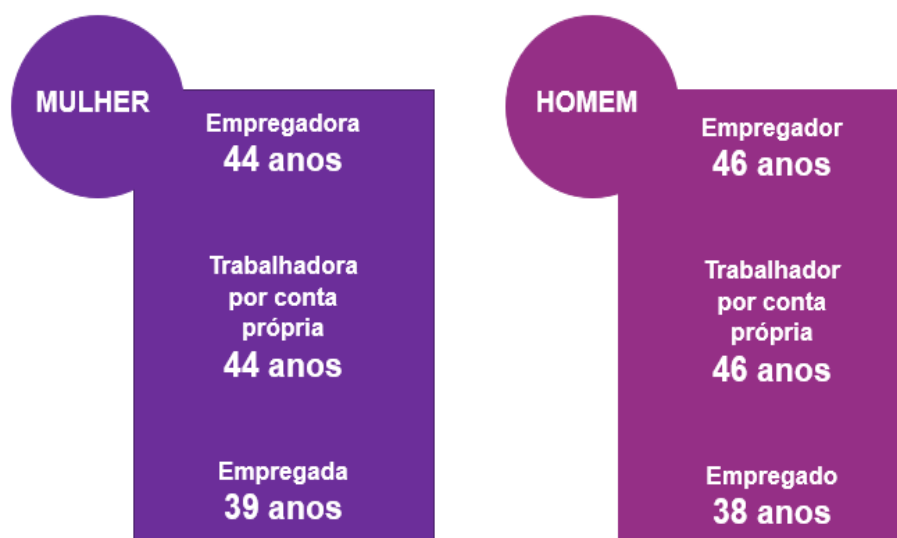 MULHER
Empregadora
44 anos
Trabalhadora
por conta
própria
44 anos
Empregada
39 anos
HOMEM
Empregador
46 anos
Trabalhador
por conta
própria
46 anos
Empregado
38 anos